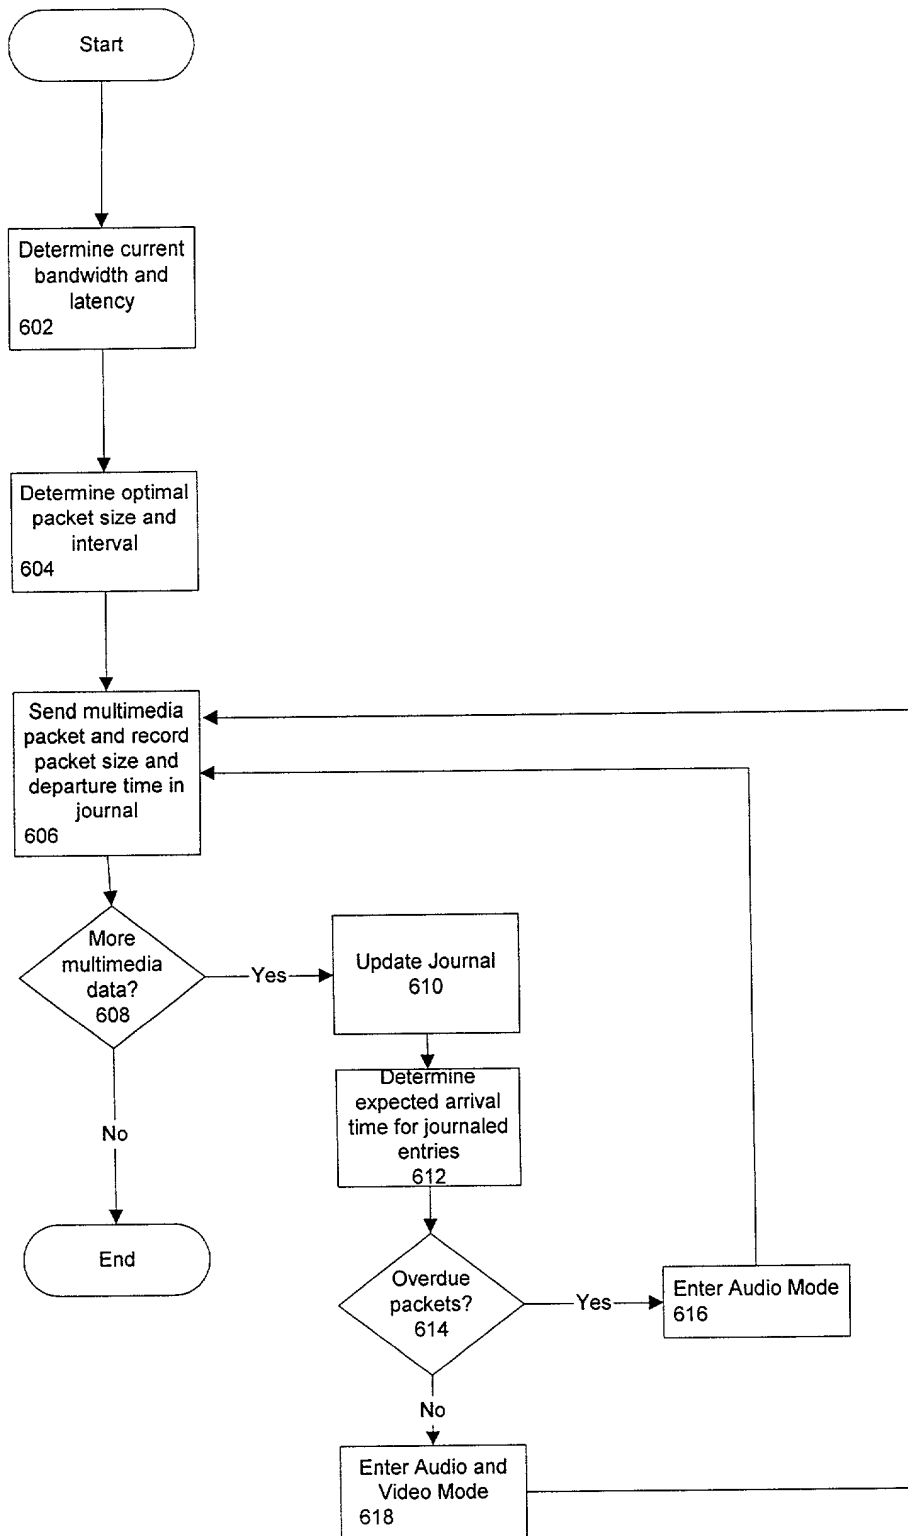 Start
Determine current
bandwidth and
latency
602
Determine optimal
packet size and
interval
604
Send multimedia
packet and record
packet size and
departure time in
journal
606
More
multimedia
data?
608
Yes
Update Journal
610
Determine
expected arrival
time for journaled
entries
612
No
End
Overdue
packets?
614
Yes
Enter Audio Mode
616
No
Enter Audio and
Video Mode
618